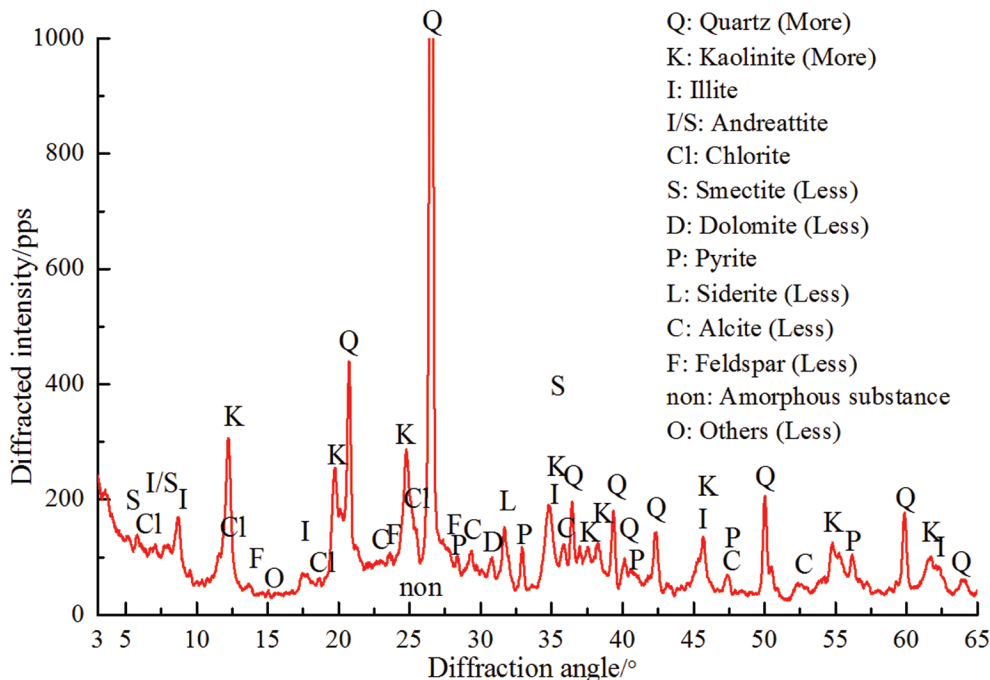 Q: Quartz (More)
K: Kaolinite (More)
I: Illite
I/S: Andreattite
Cl: Chlorite
S: Smectite (Less)
D: Dolomite (Less)
P: Pyrite
L: Siderite (Less)
C: Alcite (Less)
F: Feldspar (Less)
non: Amorphous substance
O: Others (Less)
Diffracted intensity/pps
1000
800
600
400
200
0
S
Cl
I/S
I
K
Cl
F
O
I
Cl
K
Q
C
F
K
Cl
non
Q
F
P
C
D
L
P
S
K
I
C
Q
K
K
Q
Q
P
Q
K
I
P
C
Q
C
K
P
Q
K
I
Q
3 5 10 15 20 25 30 35 40 45 50 55 60 65
Diffraction angle/°